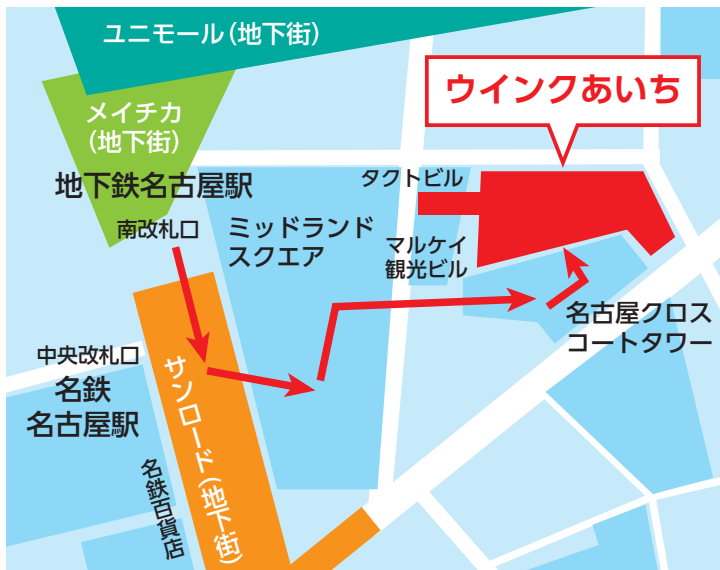 ユニモール(地下街)
メイチカ
(地下街)
ウインクあいち
地下鉄名古屋駅
タクトビル
南改札口
ミッドランド
スクエア
マルケイ
観光ビル
名古屋クロス
コートタワー
中央改札口
名鉄
名古屋駅
サンロード(地下街)
名鉄百貨店